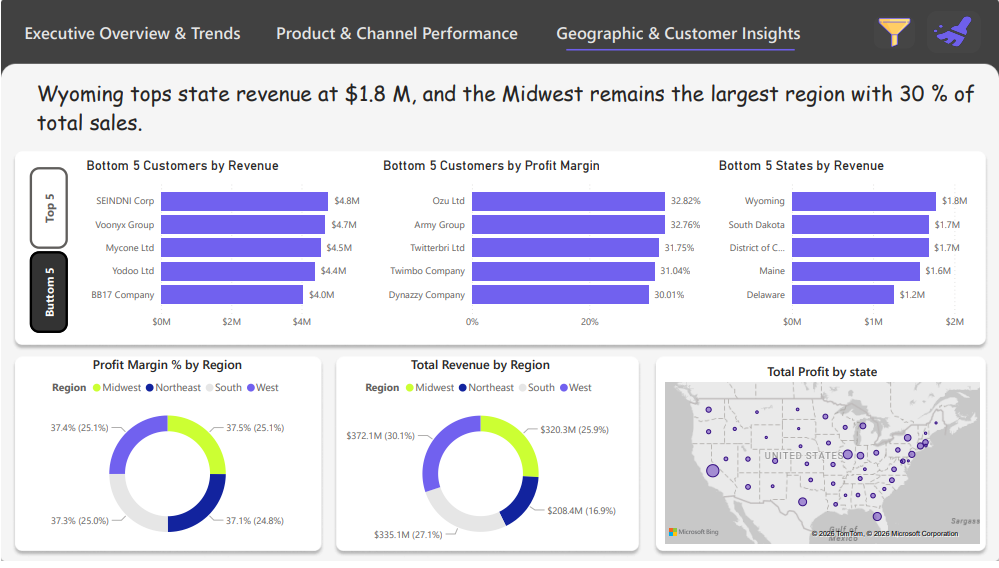 Executive Overview & Trends
Product & Channel Performance
Geographic & Customer Insights
Wyoming tops state revenue at $1.8 M, and the Midwest remains the largest region with 30 % of
total sales.
Top 5
Buttom 5
Bottom 5 Customers by Revenue
SEINDNI Corp $4.8M
Voonyx Group $4.7M
Mycone Ltd $4.5M
Yodoo Ltd $4.4M
BB17 Company $4.0M
$0M $2M $4M
Bottom 5 Customers by Profit Margin
Ozu Ltd 32.82%
Army Group 32.76%
Twitterbri Ltd 31.75%
Twimbo Company 31.04%
Dynazzy Company 30.01%
0% 20%
Bottom 5 States by Revenue
Wyoming $1.8M
South Dakota $1.7M
District of C... $1.7M
Maine $1.6M
Delaware $1.2M
$0M $1M $2M
Profit Margin % by Region
Region Midwest Northeast South West
37.4% (25.1%) 37.5% (25.1%)
37.3% (25.0%) 37.1% (24.8%)
Total Revenue by Region
Region Midwest Northeast South West
$372.1M (30.1%) $320.3M (25.9%)
$208.4M (16.9%)
$335.1M (27.1%)
Total Profit by state
UNITED STATES
Sargass
Gulf of
Mexico
Microsoft Bing
© 2026 TomTom, © 2026 Microsoft Corporation